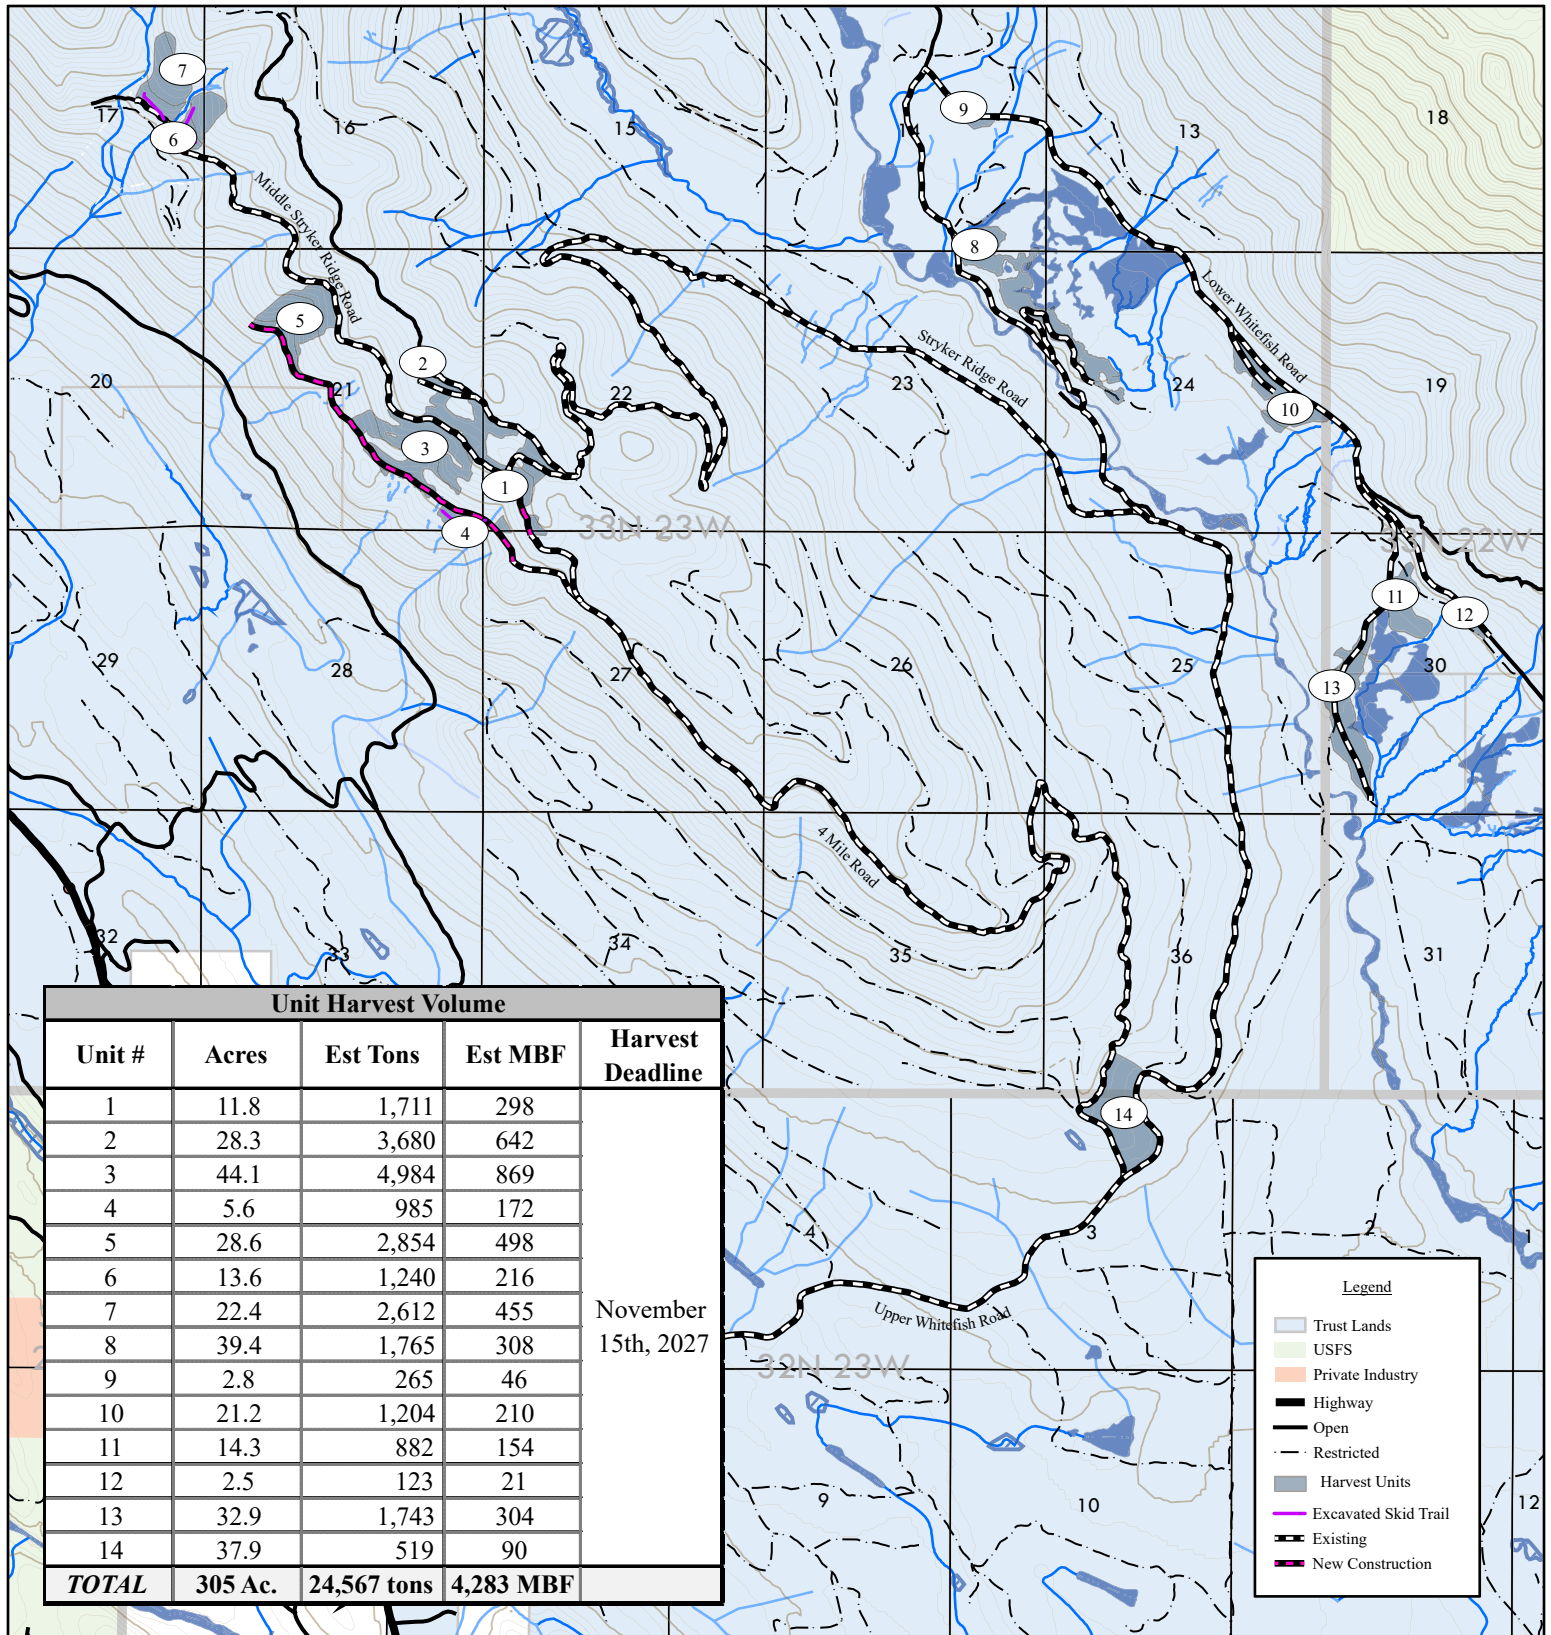 7
17
6
16
15
9
14
13
18
Middle Stryker Ridge Road
8
Lower Whitefish Road
5
2
Stryker Ridge Road
20
21
22
23
24
19
10
3
1
4
33N 23W
33N 22W
11
12
29
28
27
26
25
30
13
4 Mile Road
32
33
34
35
36
31
14
4
3
2
1
Upper Whitefish Road
32N 23W
9
10
12
Unit Harvest Volume
Unit # Acres Est Tons Est MBF Harvest Deadline
1 11.8 1,711 298
2 28.3 3,680 642
3 44.1 4,984 869
4 5.6 985 172
5 28.6 2,854 498
6 13.6 1,240 216
7 22.4 2,612 455 November
8 39.4 1,765 308 15th, 2027
9 2.8 265 46
10 21.2 1,204 210
11 14.3 882 154
12 2.5 123 21
13 32.9 1,743 304
14 37.9 519 90
TOTAL 305 Ac. 24,567 tons 4,283 MBF
Legend
Trust Lands
USFS
Private Industry
Highway
Open
Restricted
Harvest Units
Excavated Skid Trail
Existing
New Construction